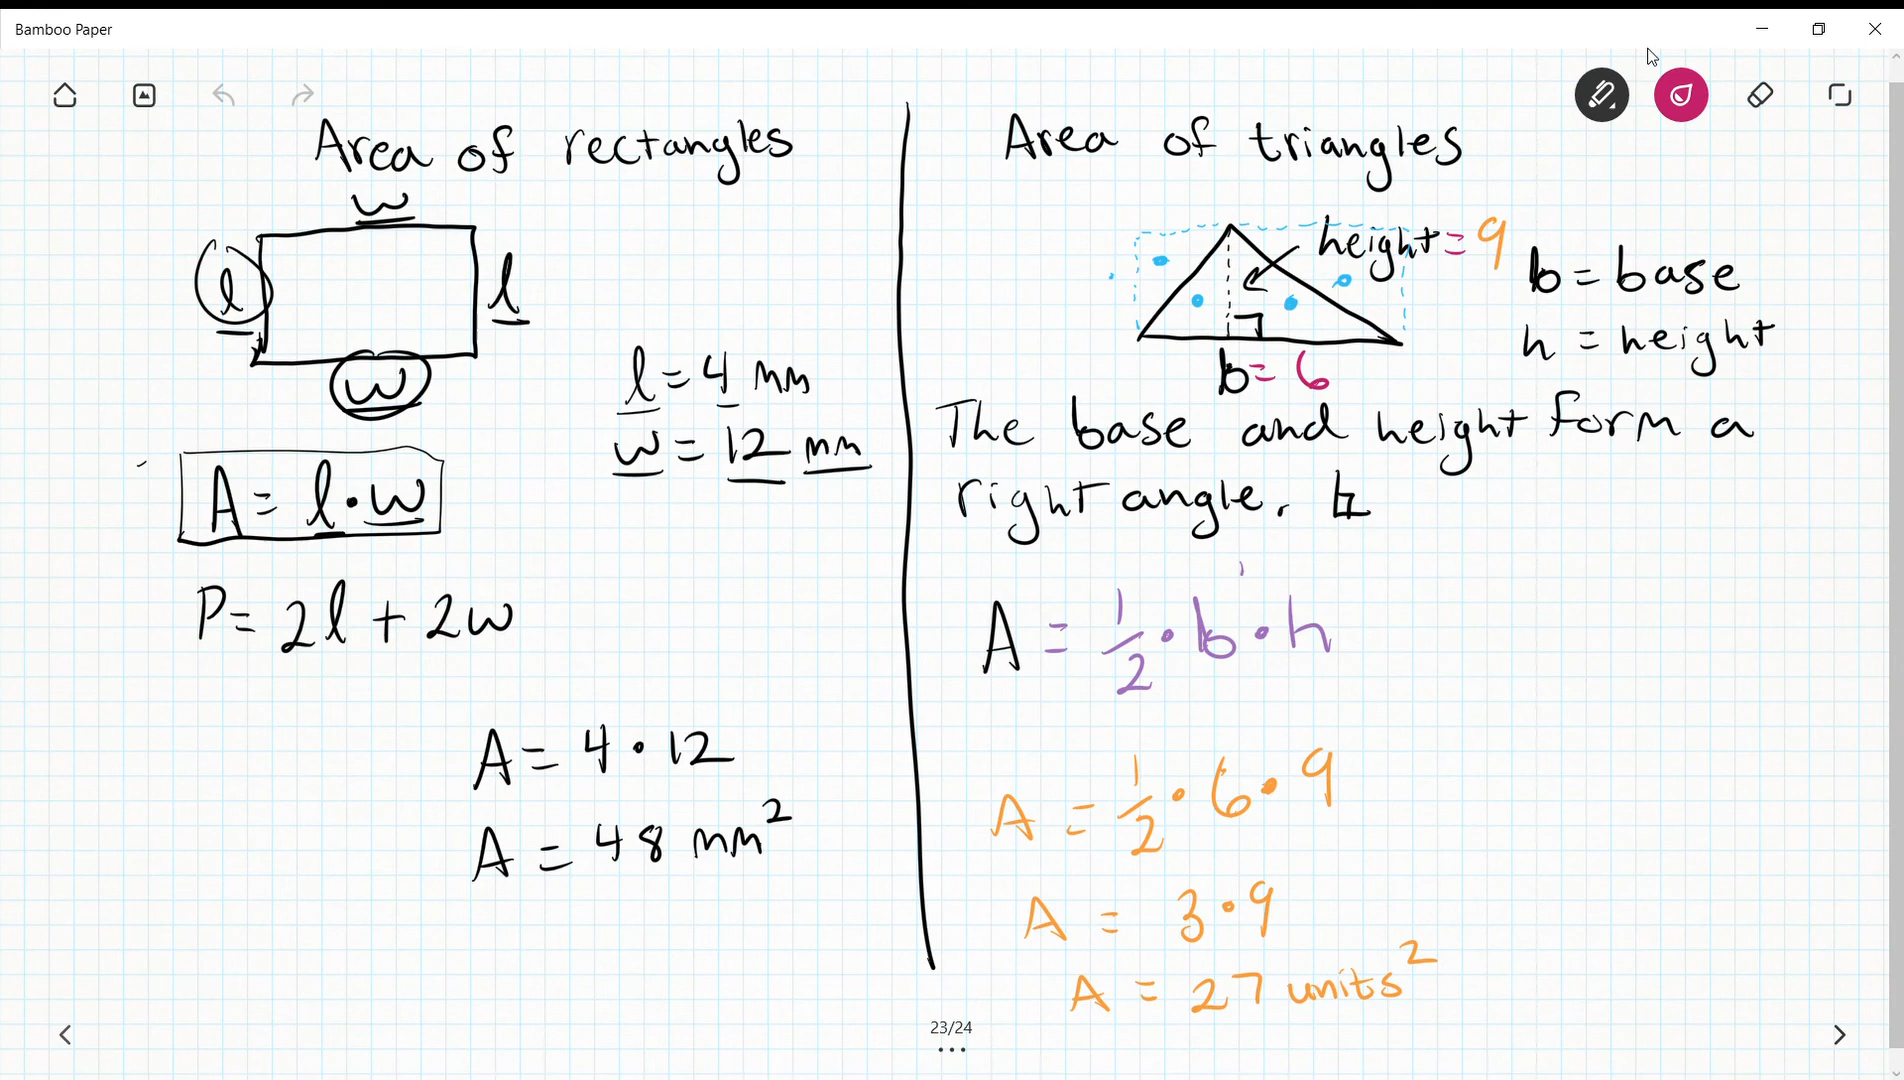 Bamboo Paper
Area of rectangles
w
l
l
w
l = 4 mm
w = 12 mm
A = l · w
P = 2l + 2w
A = 4 · 12
A = 48 mm²
Area of triangles
height = 9
b = 6
b = base
h = height
The base and height form a
right angle.
A = 1/2 · b · h
A = 1/2 · 6 · 9
A = 3 · 9
A = 27 units²
23/24